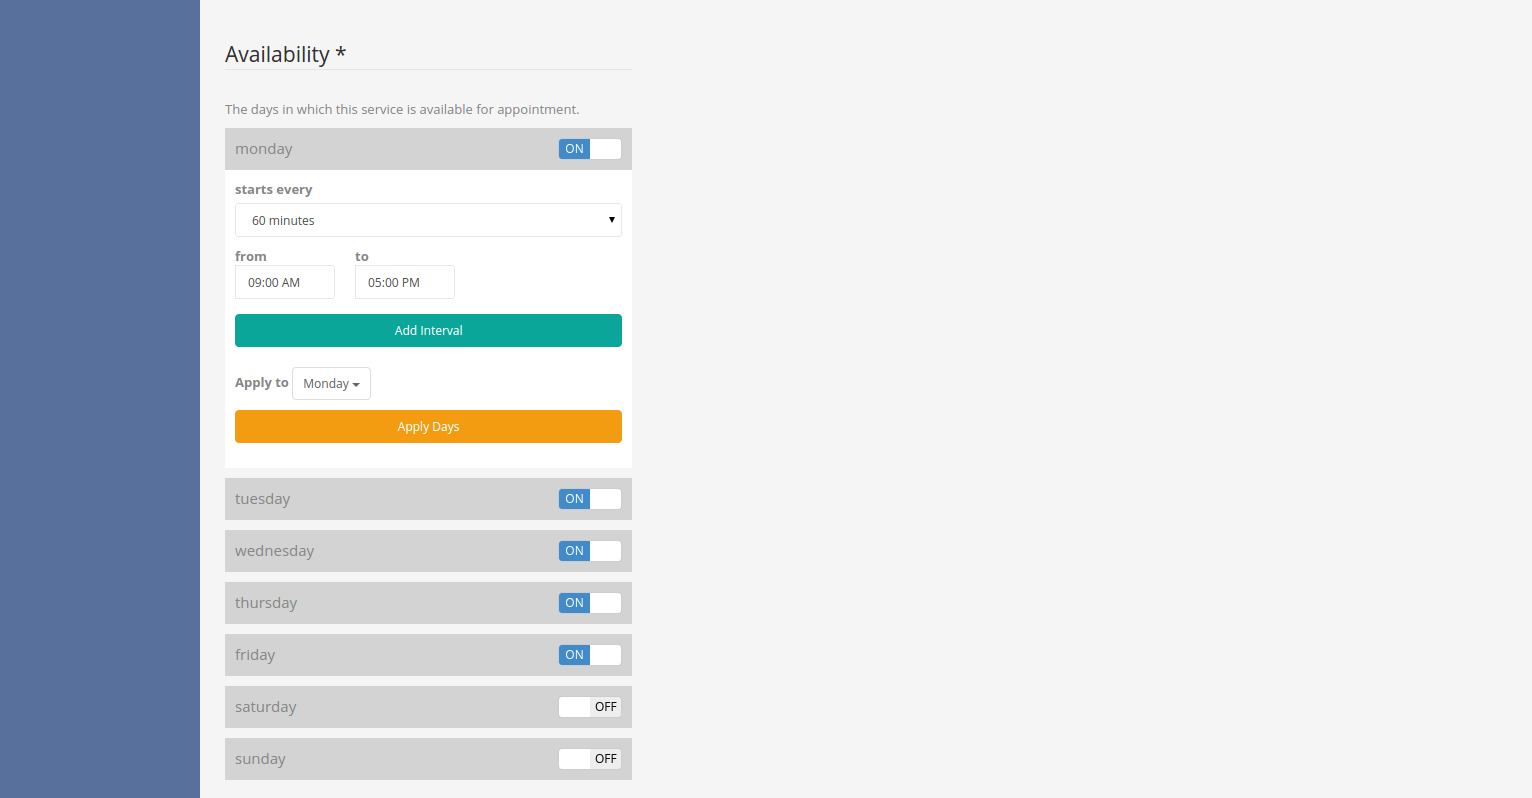 Availability *
The days in which this service is available for appointment.
monday ON
starts every
60 minutes
from to
09:00 AM 05:00 PM
Add Interval
Apply to Monday
Apply Days
tuesday ON
wednesday ON
thursday ON
friday ON
saturday OFF
sunday OFF